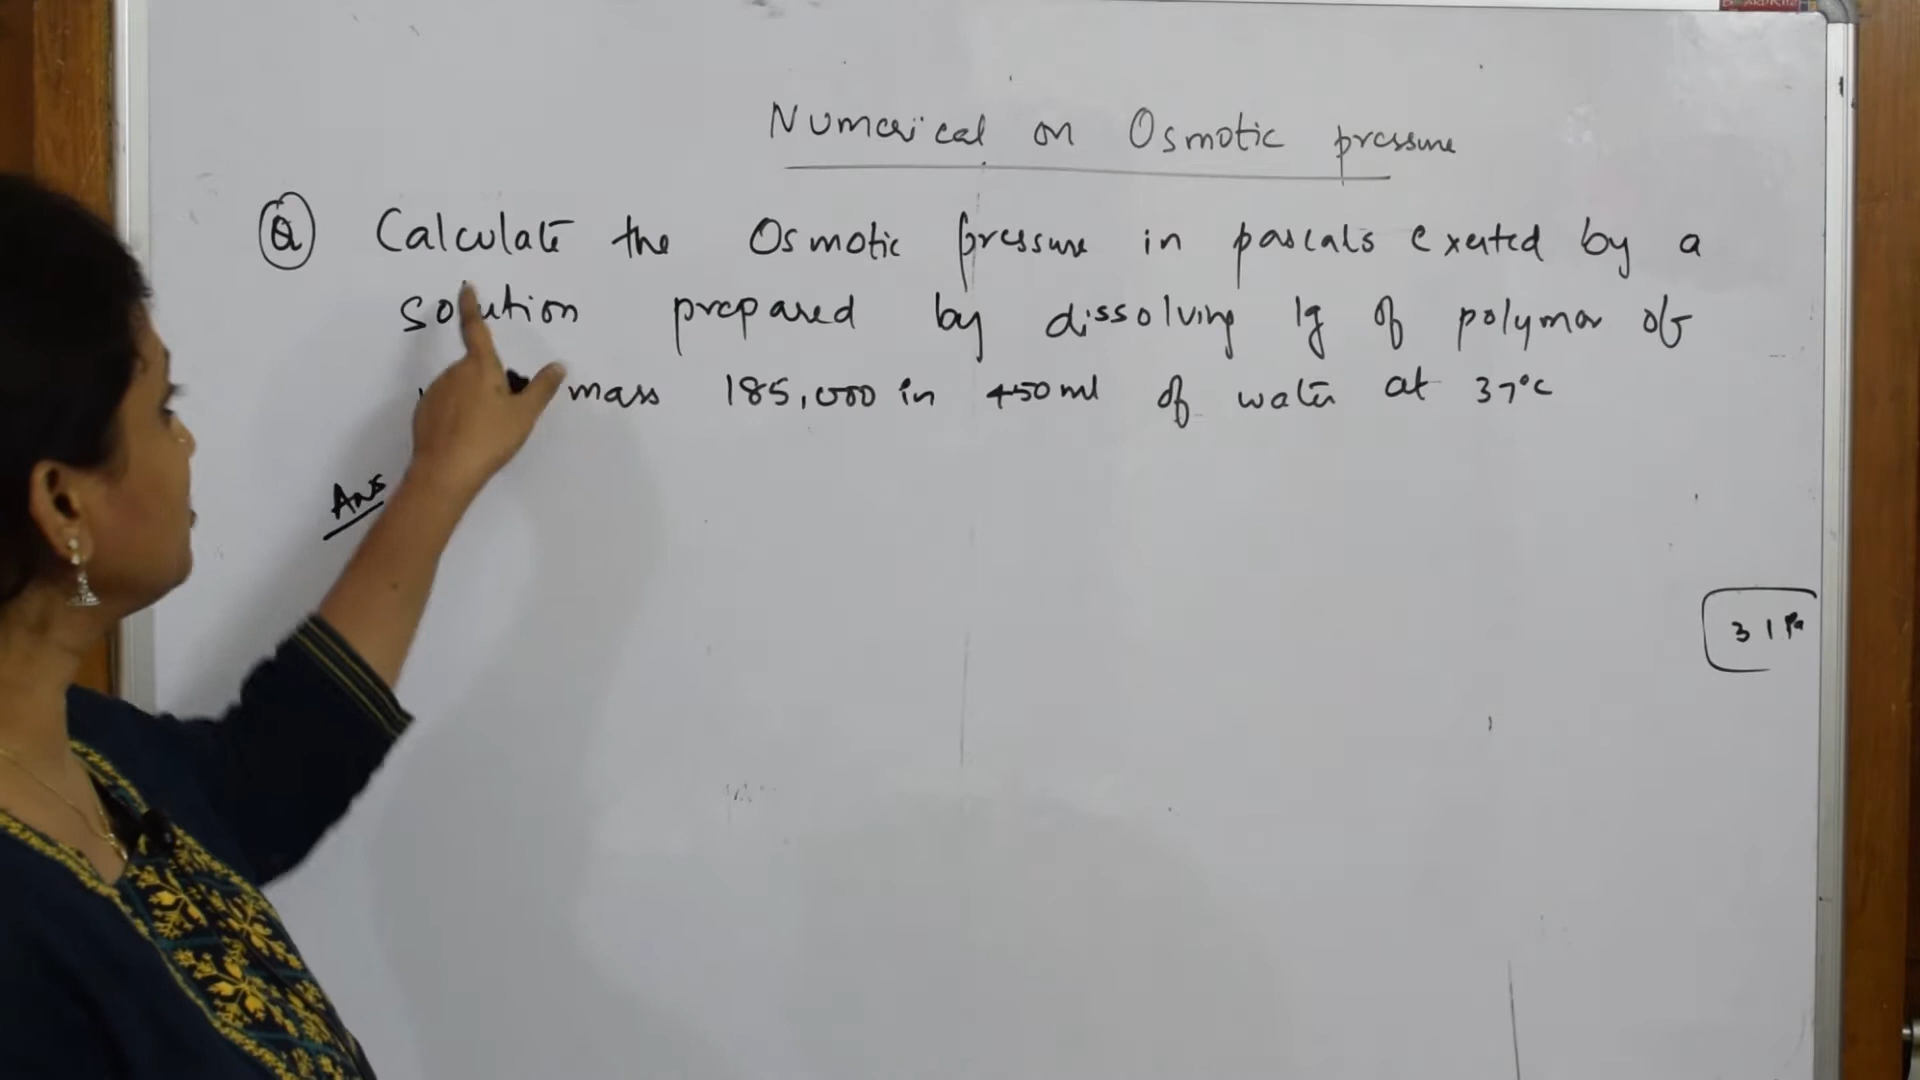 Numerical on Osmotic pressure
Q Calculate the Osmotic pressure in pascals exerted by a
solution prepared by dissolving 1g of polymer of
mass 185,000 in 450ml of water at 37°C
Ans
31 Pa